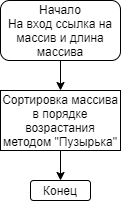 Начало
На вход ссылка на
массив и длина
массива
Сортировка массива
в порядке
возрастания
методом "Пузырька"
Конец